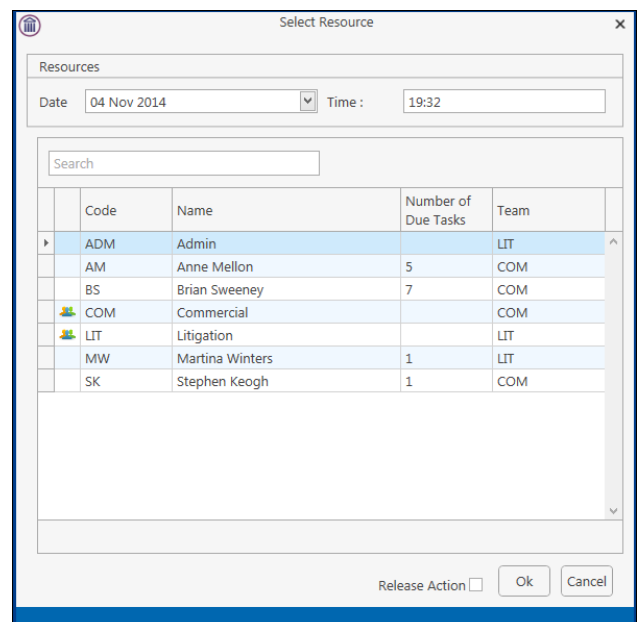 Select Resource
Resources
Date 04 Nov 2014 Time : 19:32
Search
Code Name Number of Due Tasks Team
ADM Admin LIT
AM Anne Mellon 5 COM
BS Brian Sweeney 7 COM
COM Commercial COM
LIT Litigation LIT
MW Martina Winters 1 LIT
SK Stephen Keogh 1 COM
Release Action Ok Cancel